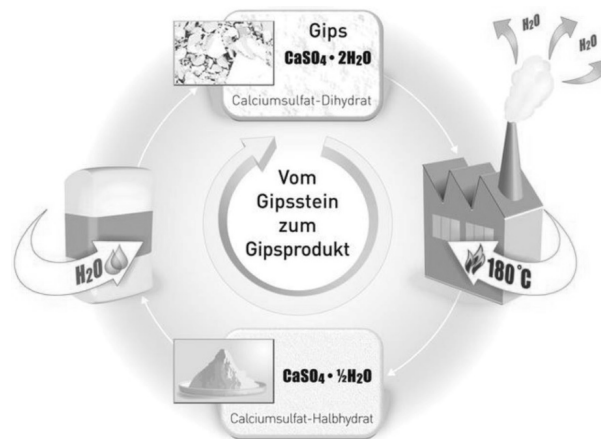 Gips
CaSO₄ • 2H₂O
Calciumsulfat-Dihydrat
H₂O
H₂O
Vom
Gipsstein
zum
Gipsprodukt
H₂O
180°C
CaSO₄ • ½H₂O
Calciumsulfat-Halbhydrat